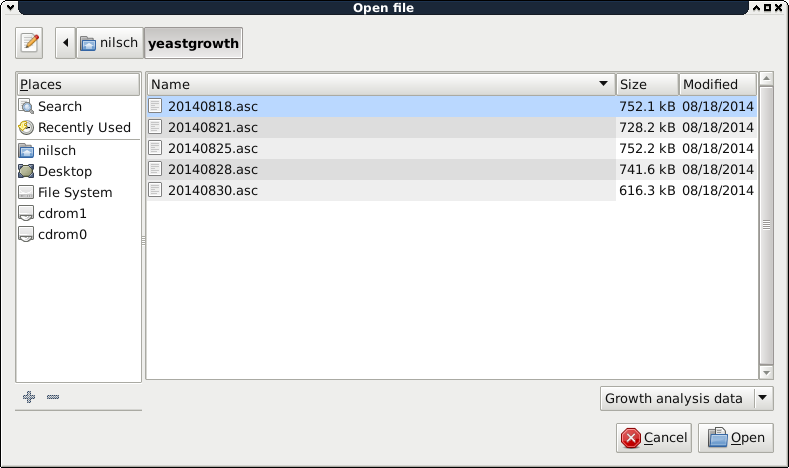 Open file
nilsch yeastgrowth
Places
Search
Recently Used
nilsch
Desktop
File System
cdrom1
cdrom0
Name Size Modified
20140818.asc 752.1 kB 08/18/2014
20140821.asc 728.2 kB 08/18/2014
20140825.asc 752.2 kB 08/18/2014
20140828.asc 741.6 kB 08/18/2014
20140830.asc 616.3 kB 08/18/2014
Growth analysis data
Cancel Open